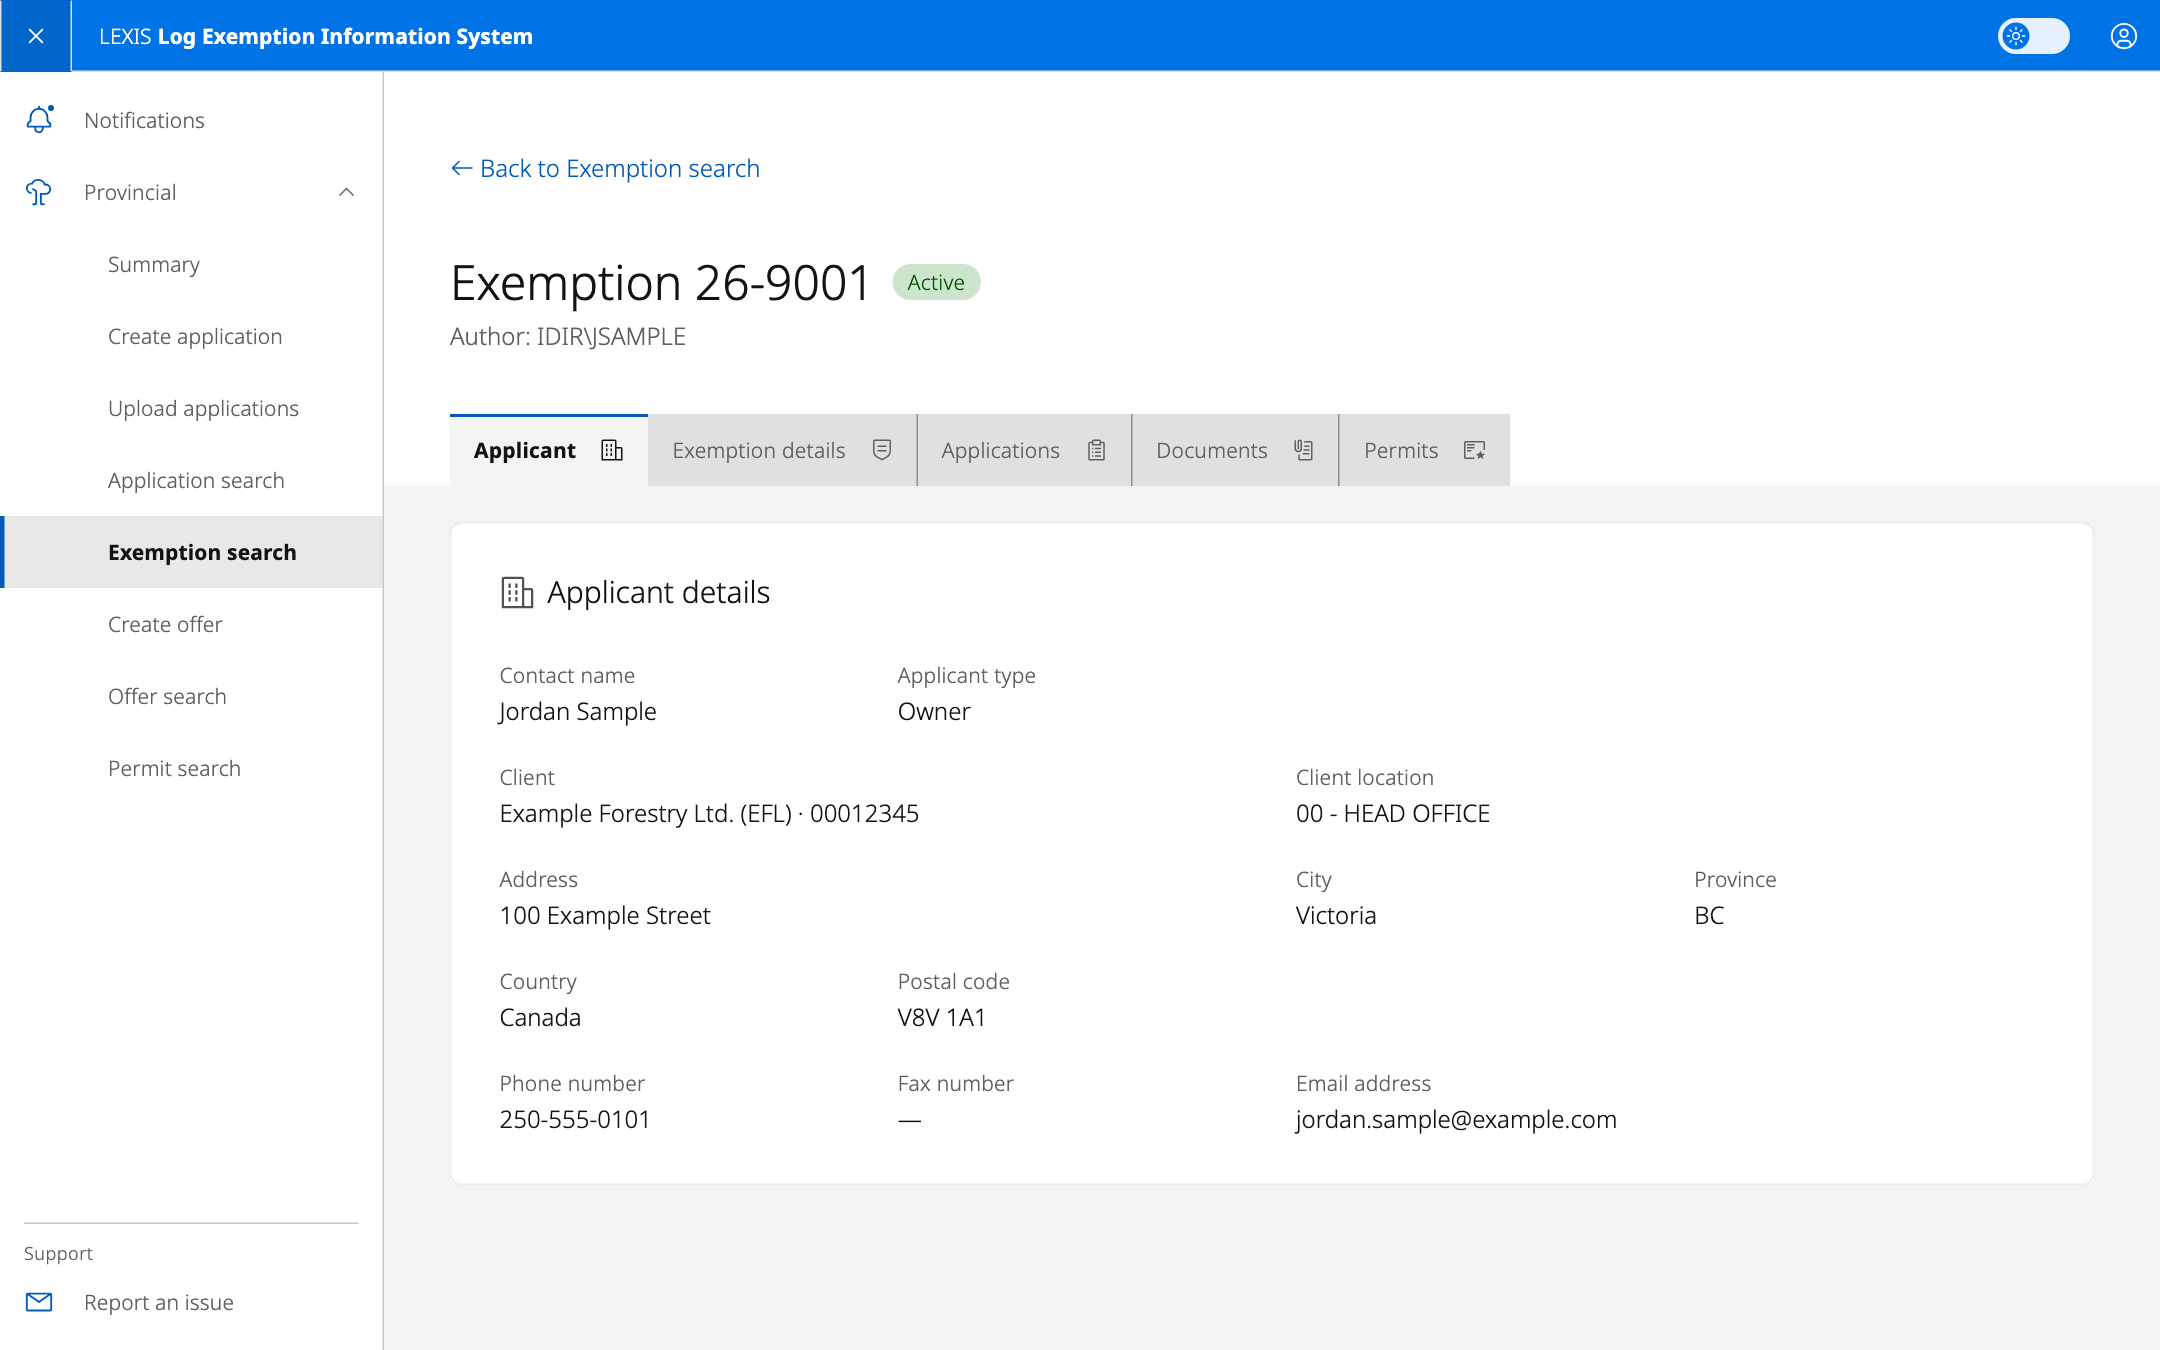 LEXIS Log Exemption Information System
Notifications
Provincial
Summary
Create application
Upload applications
Application search
Exemption search
Create offer
Offer search
Permit search
Support
Report an issue
← Back to Exemption search
Exemption 26-9001 Active
Author: IDIR\JSAMPLE
Applicant Exemption details Applications Documents Permits
Applicant details
Contact name Applicant type
Jordan Sample Owner
Client Client location
Example Forestry Ltd. (EFL) · 00012345 00 - HEAD OFFICE
Address City Province
100 Example Street Victoria BC
Country Postal code
Canada V8V 1A1
Phone number Fax number Email address
250-555-0101 — jordan.sample@example.com